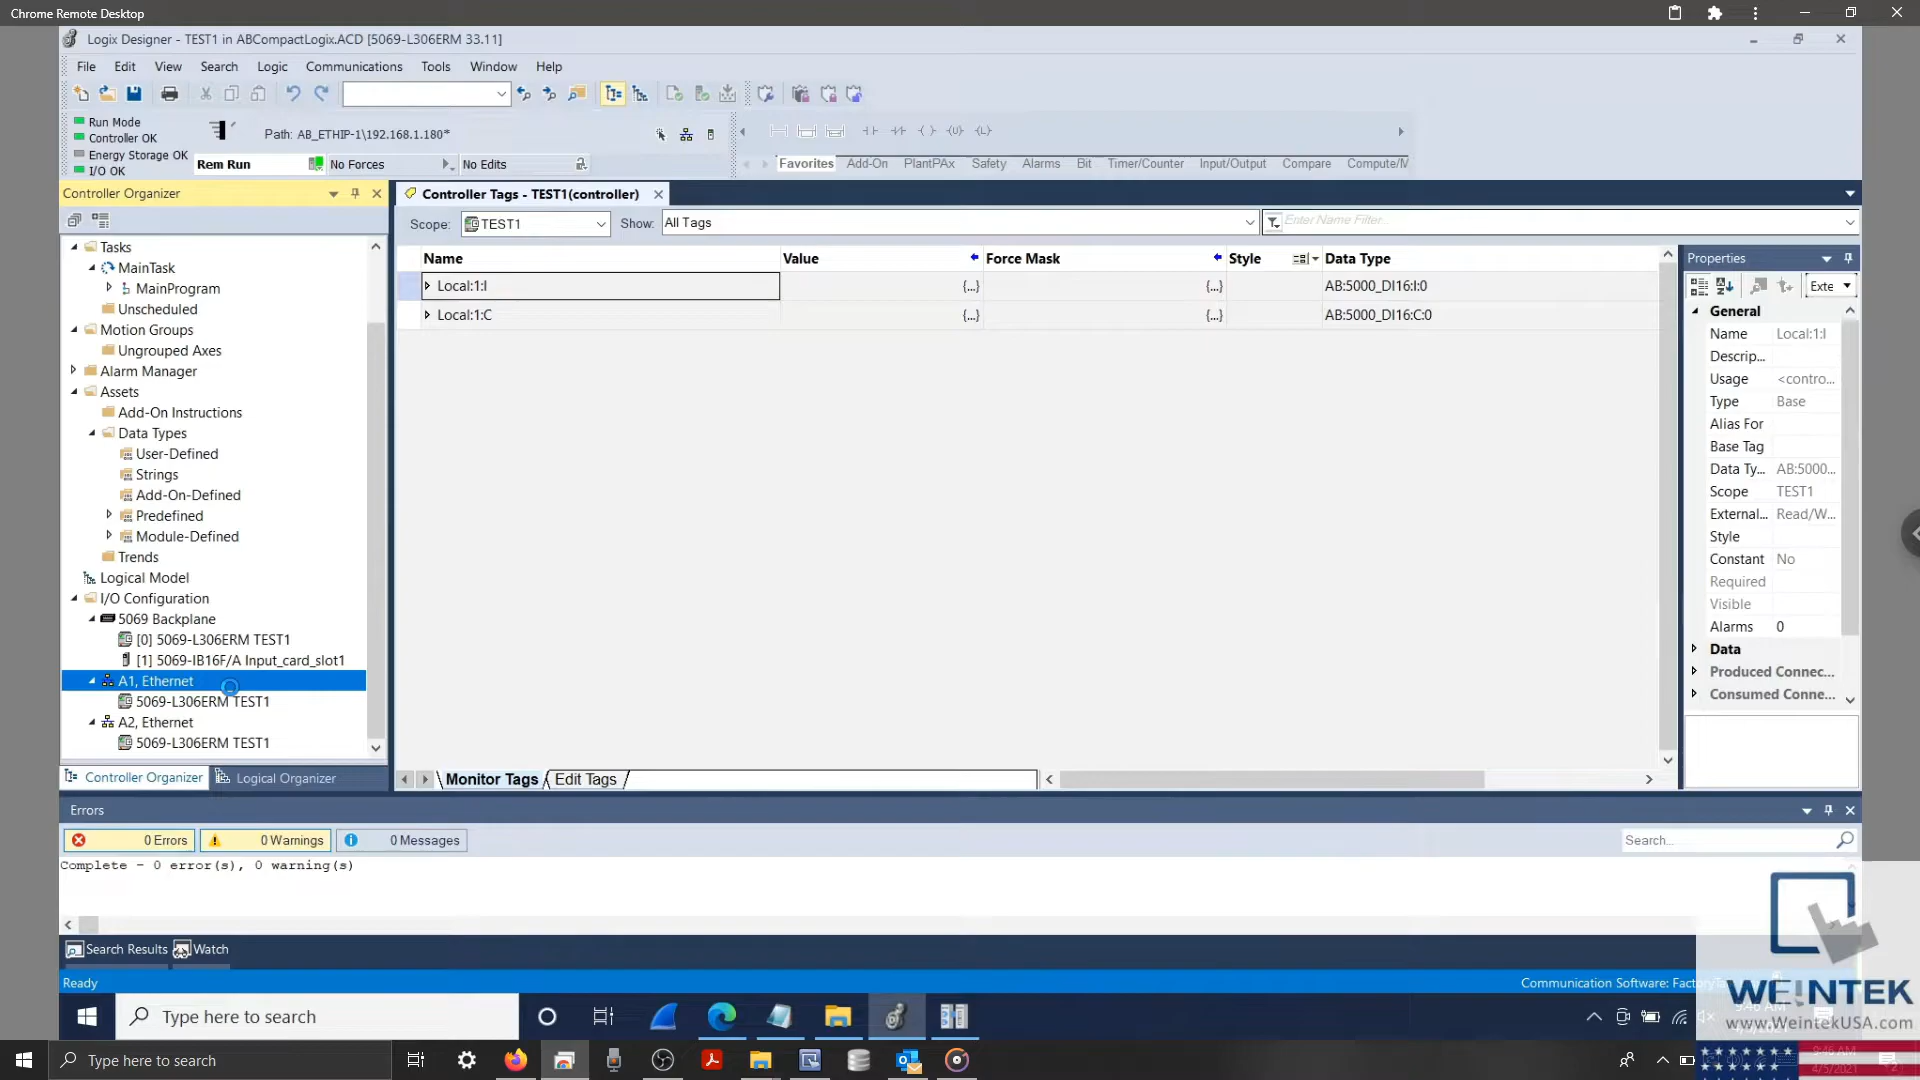 Chrome Remote Desktop
Logix Designer - TEST1 in ABCompactLogix.ACD [5069-L306ERM 33.11]
File Edit View Search Logic Communications Tools Window Help
Run Mode
Controller OK
Energy Storage OK
I/O OK
Path: AB_ETHIP-1\192.168.1.180*
Rem Run No Forces No Edits
Favorites Add-On PlantPAx Safety Alarms Bit Timer/Counter Input/Output Compare Compute/M
Controller Organizer
Tasks
MainTask
MainProgram
Unscheduled
Motion Groups
Ungrouped Axes
Alarm Manager
Assets
Add-On Instructions
Data Types
User-Defined
Strings
Add-On-Defined
Predefined
Module-Defined
Trends
Logical Model
I/O Configuration
5069 Backplane
[0] 5069-L306ERM TEST1
[1] 5069-IB16F/A Input_card_slot1
A1, Ethernet
5069-L306ERM TEST1
A2, Ethernet
5069-L306ERM TEST1
Controller Organizer Logical Organizer
Controller Tags - TEST1(controller)
Scope: TEST1 Show: All Tags Enter Name Filter...
Name Value Force Mask Style Data Type
Local:1:I {...} {...} AB:5000_DI16:I:0
Local:1:C {...} {...} AB:5000_DI16:C:0
Monitor Tags Edit Tags
Properties
Exte
General
Name Local:1:I
Descrip...
Usage <contro...
Type Base
Alias For
Base Tag
Data Ty... AB:5000...
Scope TEST1
External... Read/W...
Style
Constant No
Required
Visible
Alarms 0
Data
Produced Connec...
Consumed Conne...
Errors
0 Errors 0 Warnings 0 Messages
Search...
Complete - 0 error(s), 0 warning(s)
Search Results Watch
Ready
Communication Software: Factory
Type here to search
WEINTEK
www.WeintekUSA.com
Type here to search
9:46 AM
4/5/2021